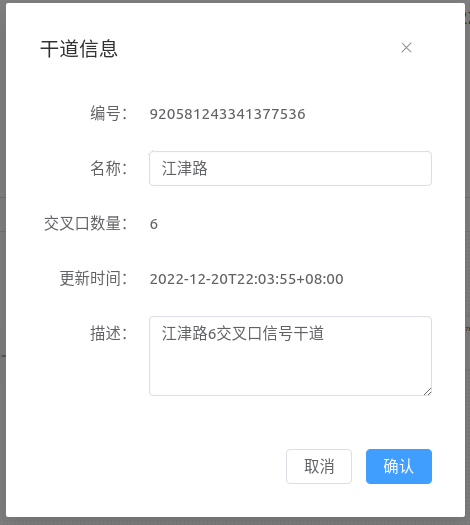 干道信息
编号： 920581243341377536
名称： 江津路
交叉口数量： 6
更新时间： 2022-12-20T22:03:55+08:00
描述： 江津路6交叉口信号干道
取消 确认